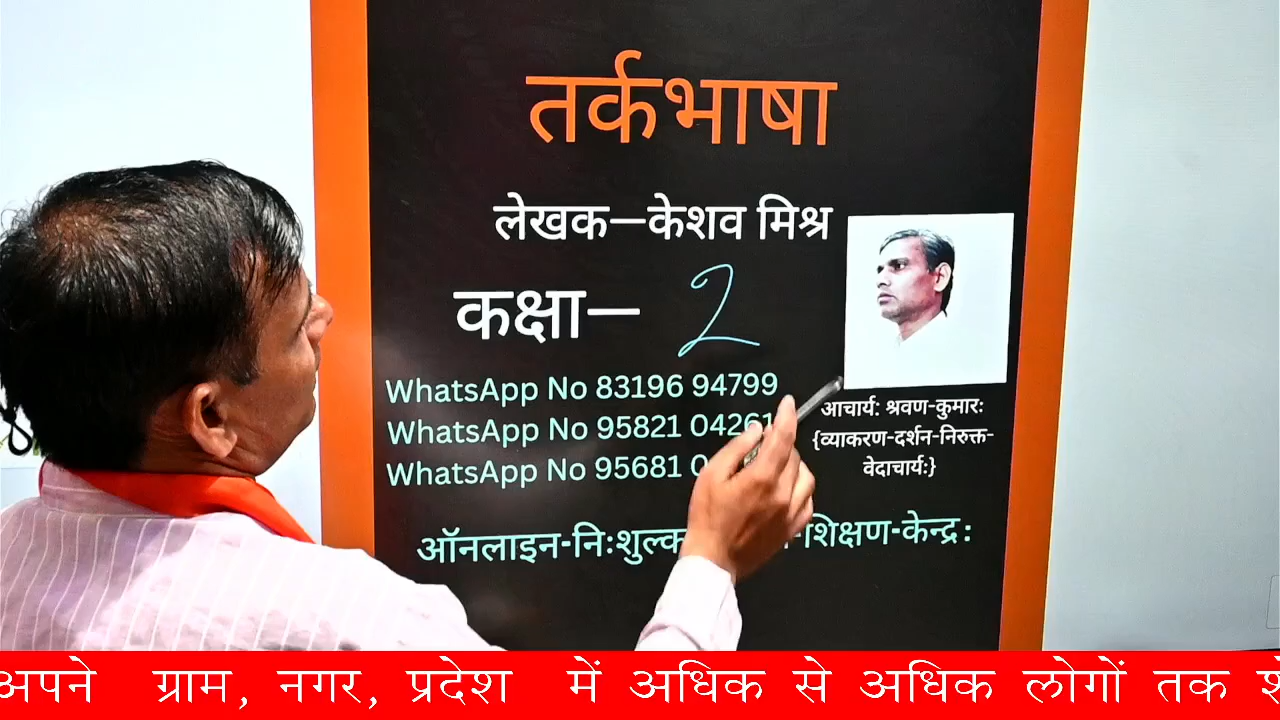 तर्कभाषा
लेखक–केशव मिश्र
कक्षा– 2
WhatsApp No 83196 94799
WhatsApp No 95821 04261
WhatsApp No 95681
आचार्य: श्रवण-कुमार:
{व्याकरण-दर्शन-निरुक्त-
वेदाचार्य:}
ऑनलाइन-निःशुल्क -शिक्षण-केन्द्र:
अपने ग्राम, नगर, प्रदेश में अधिक से अधिक लोगों तक